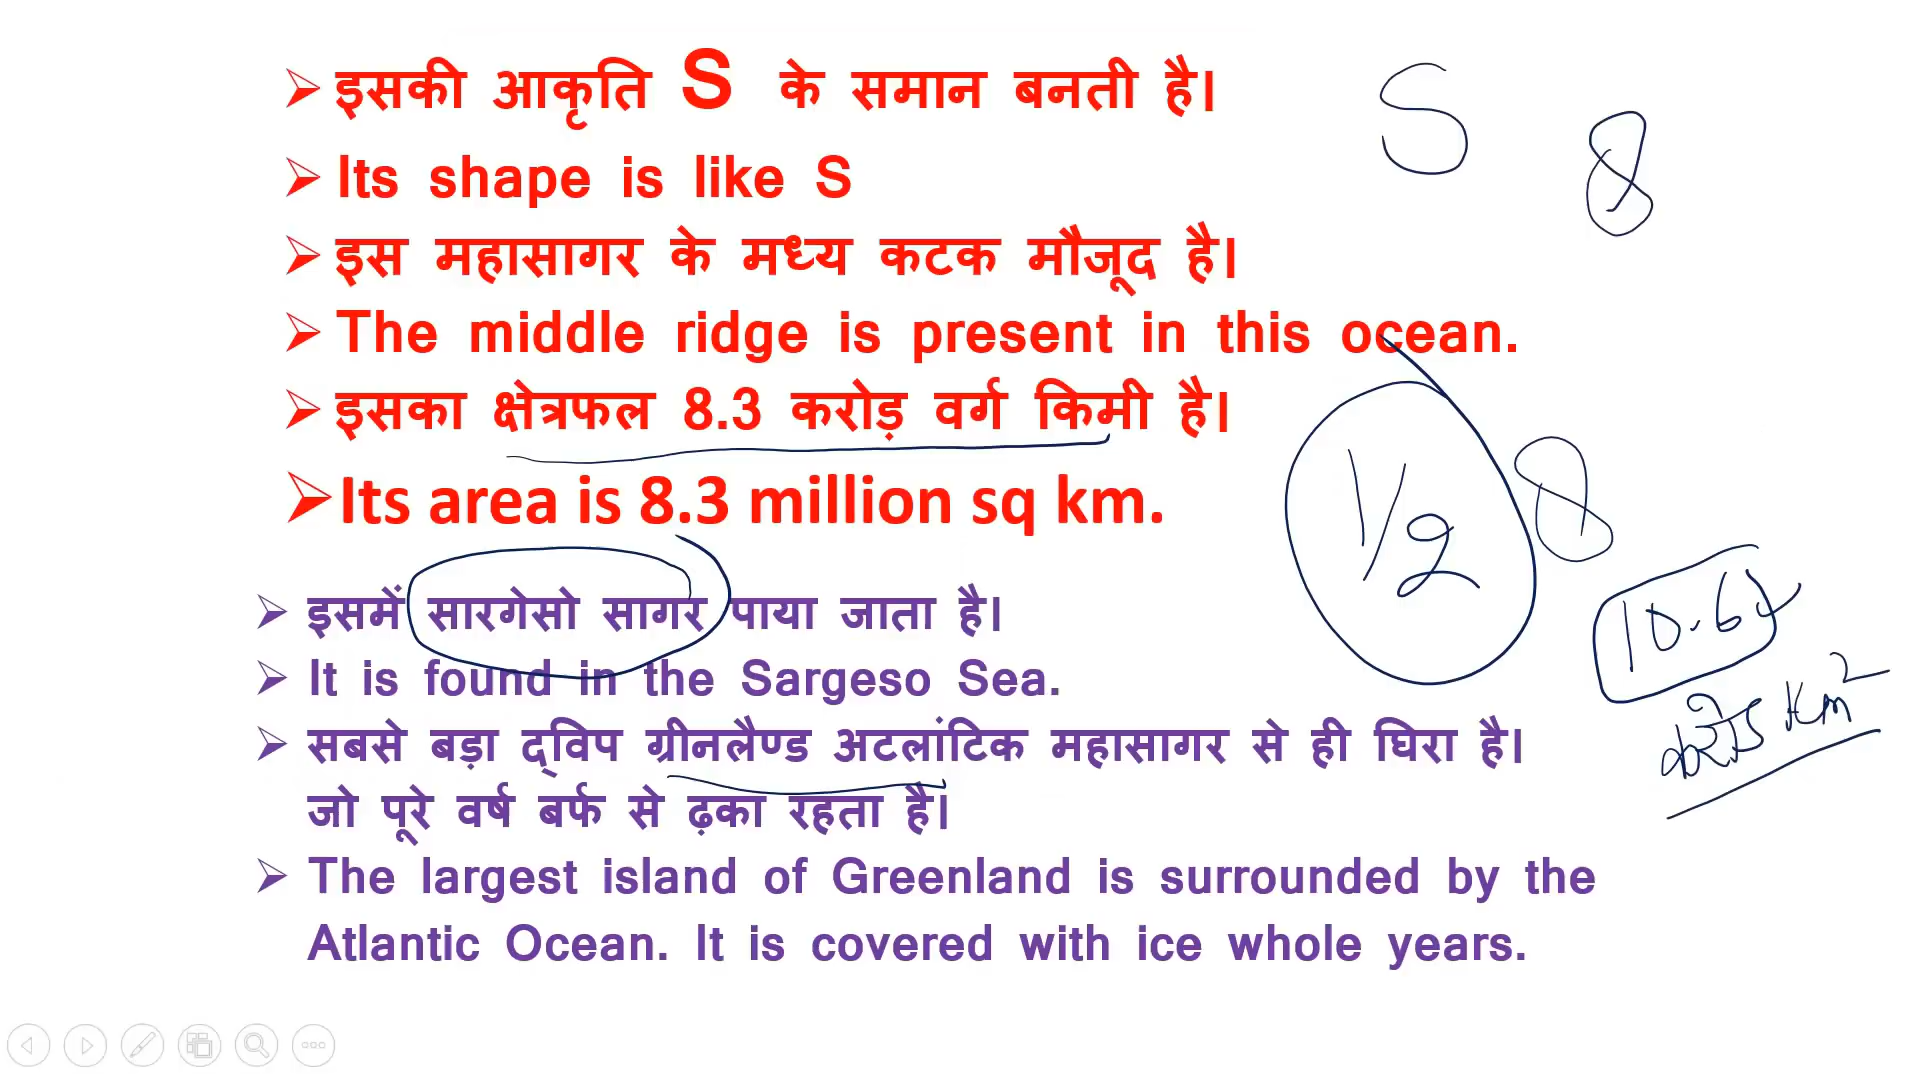 इसकी आकृति S के समान बनती है।
Its shape is like S
इस महासागर के मध्य कटक मौजूद है।
The middle ridge is present in this ocean.
इसका क्षेत्रफल 8.3 करोड़ वर्ग किमी है।
Its area is 8.3 million sq km.
इसमें सारगेसो सागर पाया जाता है।
It is found in the Sargeso Sea.
सबसे बड़ा द्विप ग्रीनलैण्ड अटलांटिक महासागर से ही घिरा है।
जो पूरे वर्ष बर्फ से ढ़का रहता है।
The largest island of Greenland is surrounded by the
Atlantic Ocean. It is covered with ice whole years.
S
8
1/2
8
करोड़ Km²